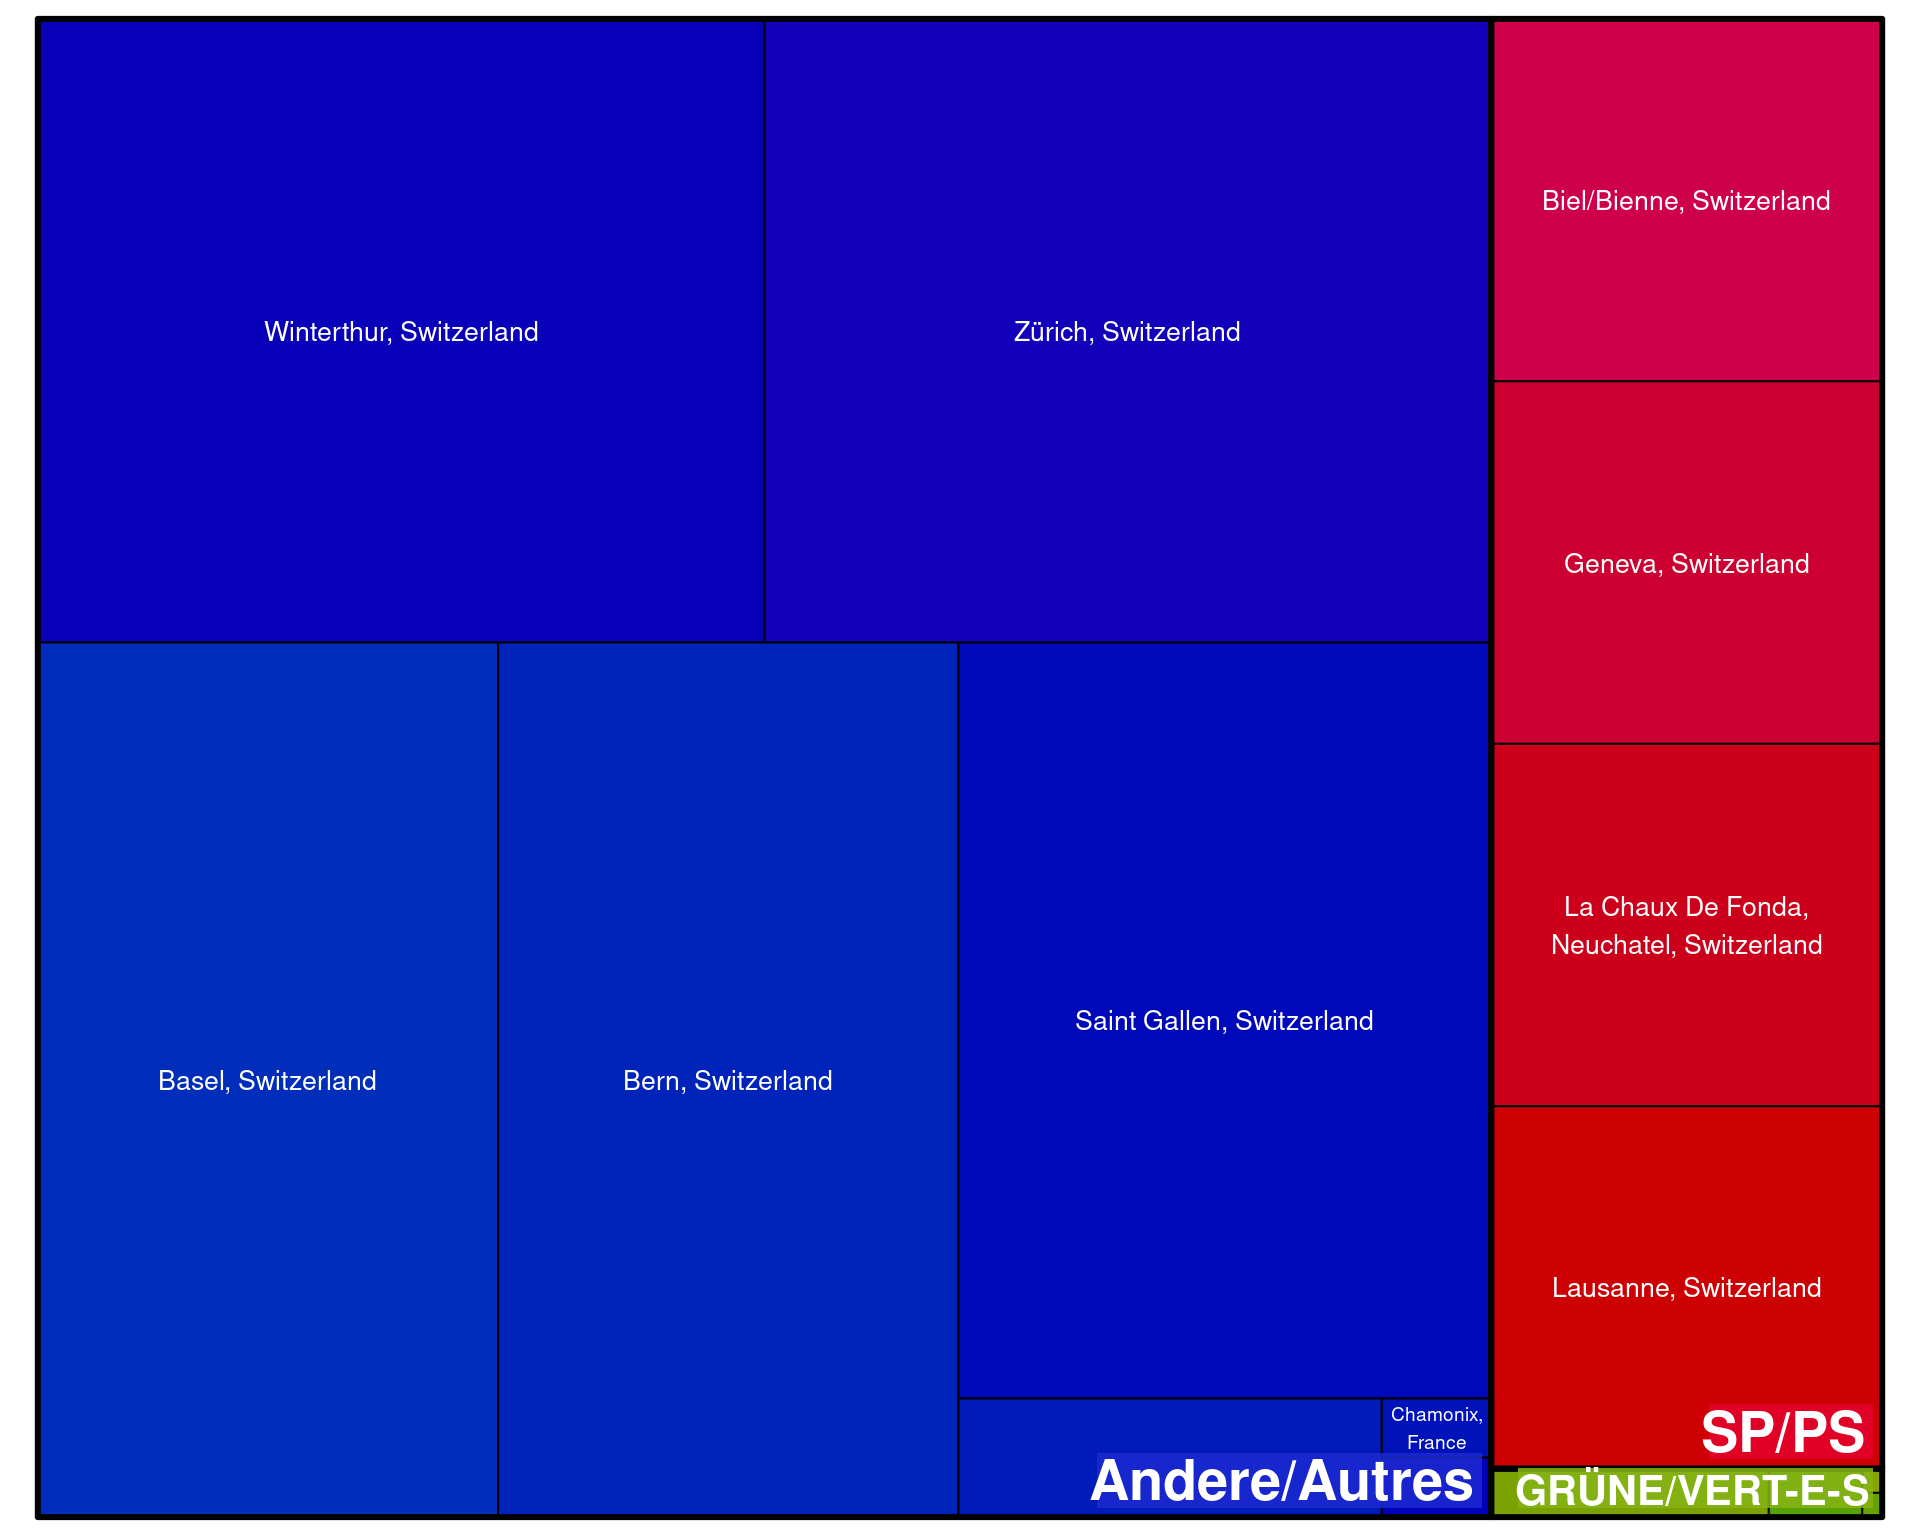 Winterthur, Switzerland
Zürich, Switzerland
Biel/Bienne, Switzerland
Geneva, Switzerland
La Chaux De Fonda,
Neuchatel, Switzerland
Saint Gallen, Switzerland
Basel, Switzerland
Bern, Switzerland
Lausanne, Switzerland
Chamonix,
France
SP/PS
Andere/Autres
GRÜNE/VERT-E-S